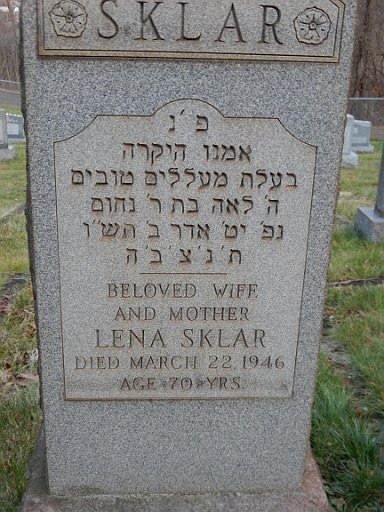 SKLAR
פ׳נ
אמנו היקרה
בעלת מעללים טובים
ה׳ לאה בת ר׳ נחום
נפ׳ יט׳ אדר ב׳ תש״ו
ת׳נ׳צ׳ב׳ה
BELOVED WIFE
AND MOTHER
LENA SKLAR
DIED MARCH 22, 1946
AGE 70 YRS.